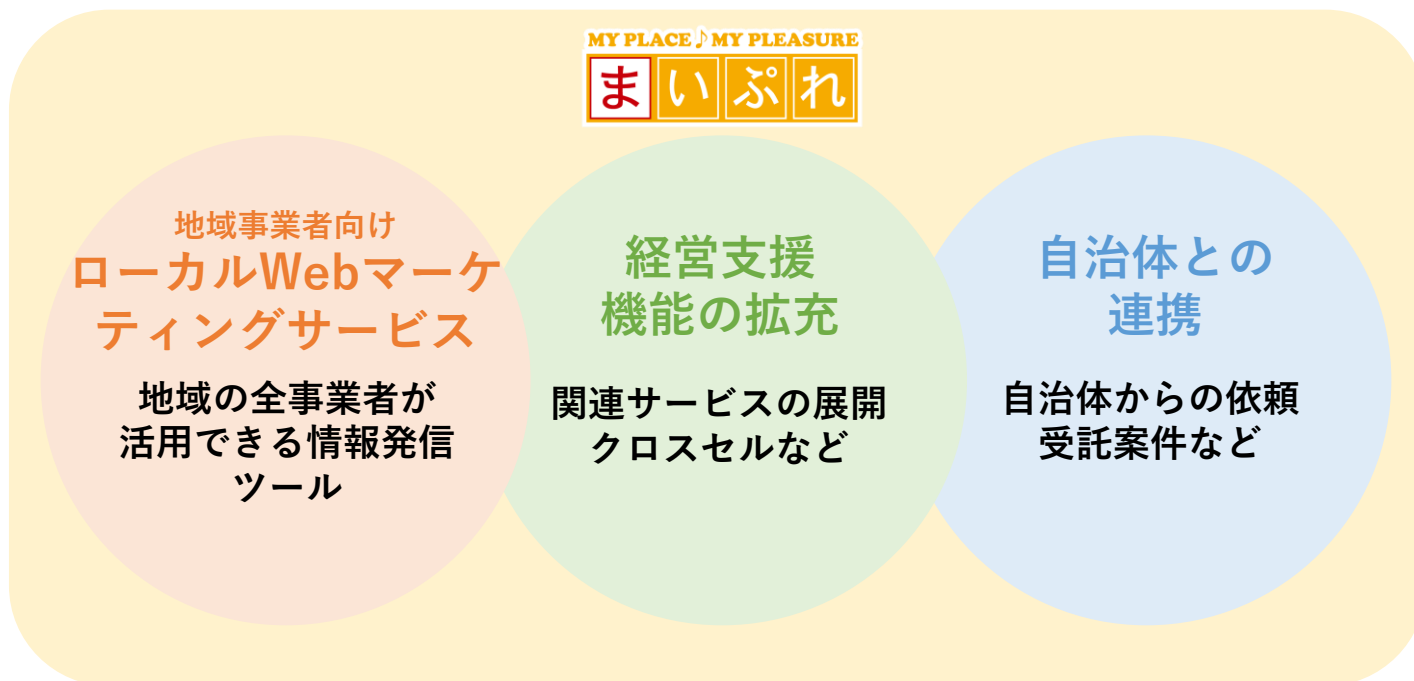 MY PLACE♪MY PLEASURE
まいぷれ
地域事業者向け
ローカルWebマーケ
ティングサービス
地域の全事業者が
活用できる情報発信
ツール
経営支援
機能の拡充
関連サービスの展開
クロスセルなど
自治体との
連携
自治体からの依頼
受託案件など